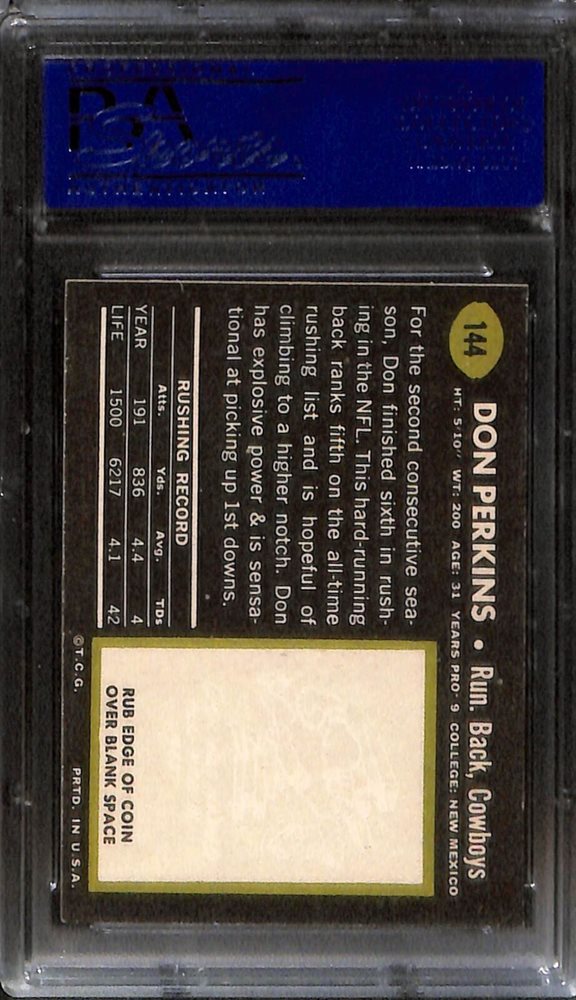 PSA
AUTHENTICATION
144
DON PERKINS • Run. Back, Cowboys
HT: 5'10" WT: 200 AGE: 31 YEARS PRO: 9 COLLEGE: NEW MEXICO
For the second consecutive sea-
son, Don finished sixth in rush-
ing in the NFL. This hard-running
back ranks fifth on the all-time
rushing list and is hopeful of
climbing to a higher notch. Don
has explosive power & is sensa-
tional at picking up 1st downs.
RUSHING RECORD
Atts. Yds. Avg. TDs
YEAR 191 836 4.4 4
LIFE 1500 6217 4.1 42
RUB EDGE OF COIN
OVER BLANK SPACE
©T.C.G. PRTD. IN U.S.A.